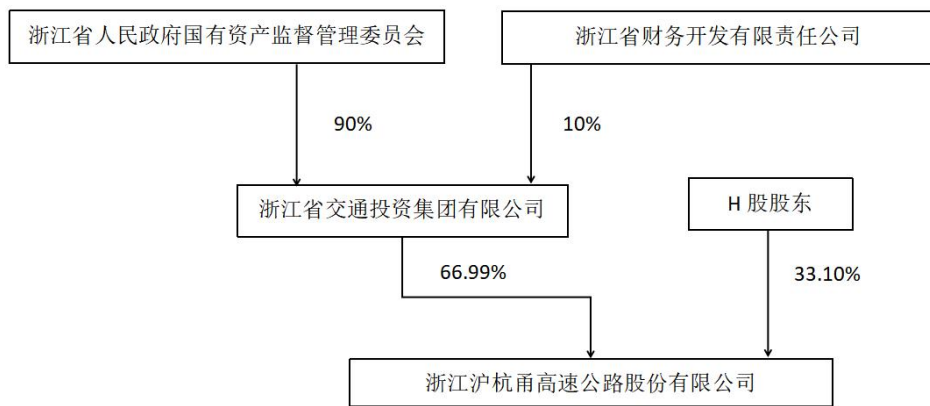 浙江省人民政府国有资产监督管理委员会
浙江省财务开发有限责任公司
90%
10%
浙江省交通投资集团有限公司
H 股股东
66.99%
33.10%
浙江沪杭甬高速公路股份有限公司